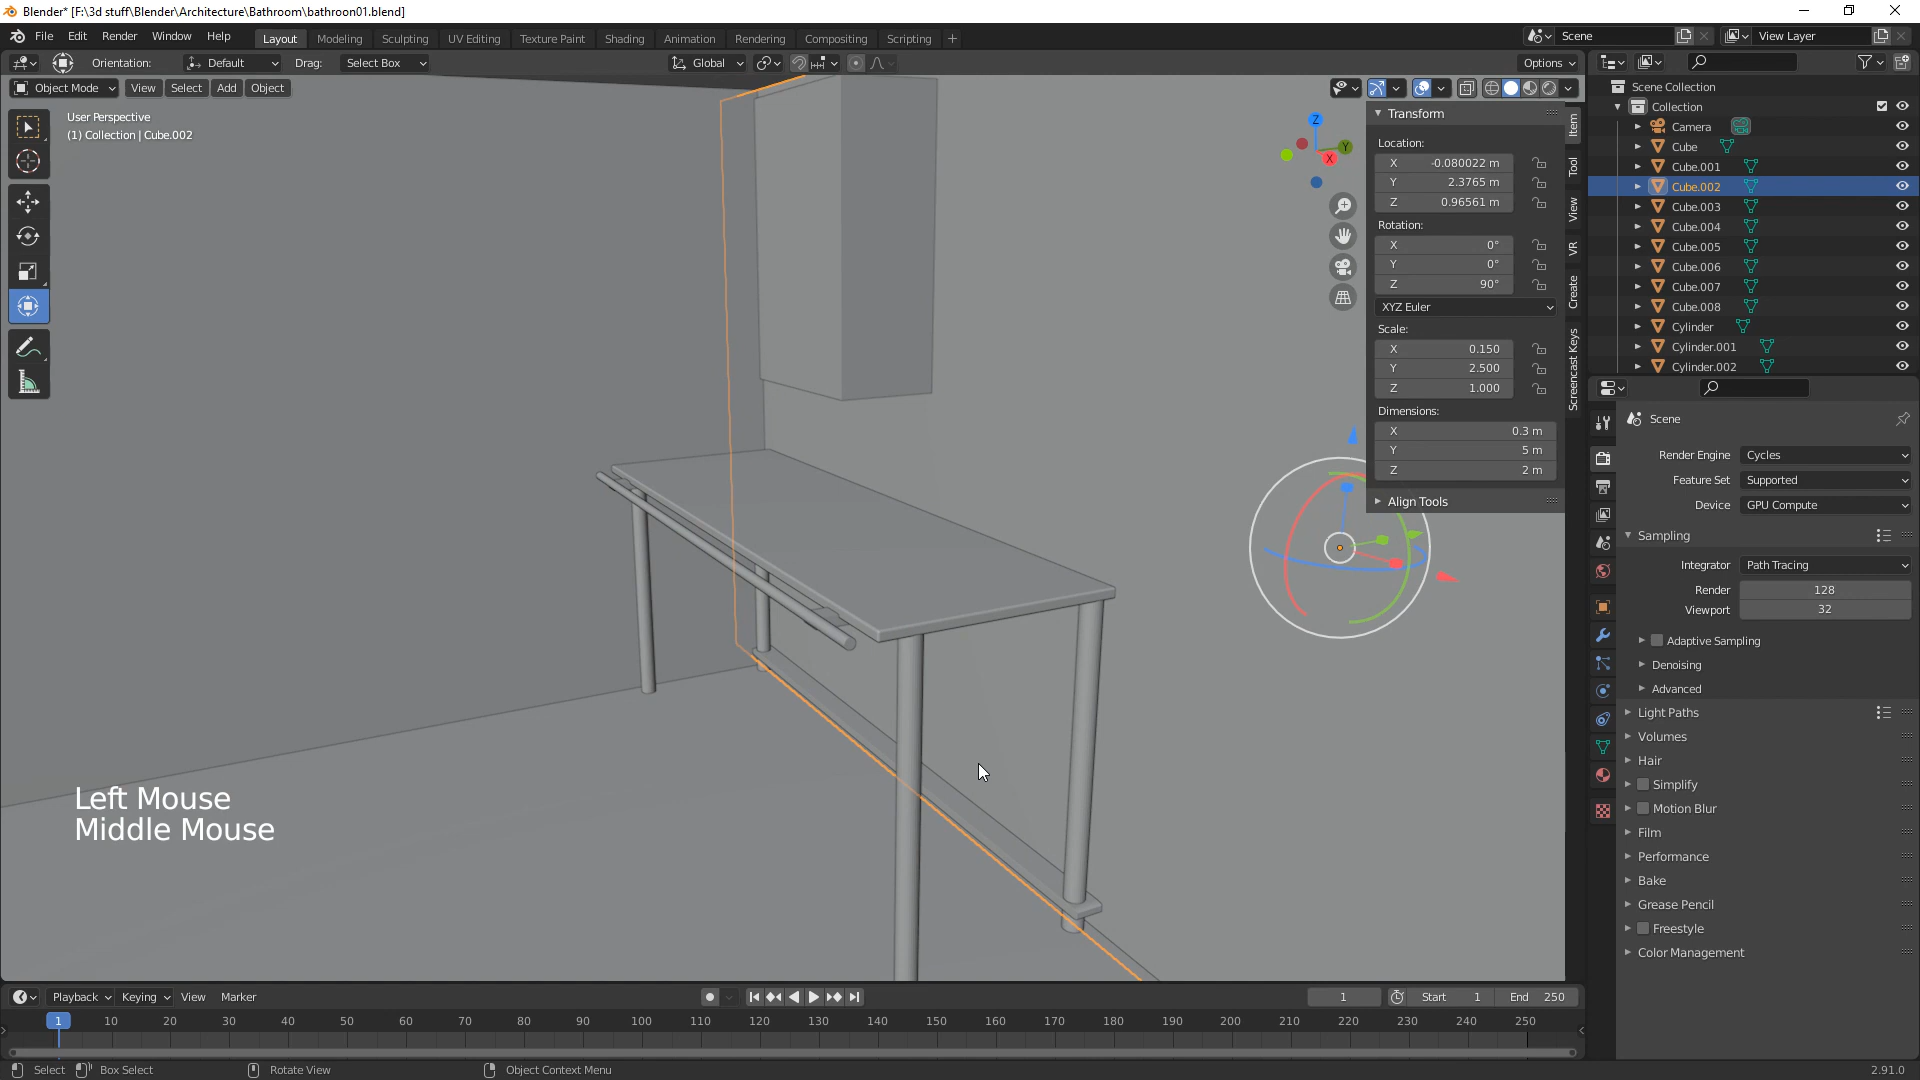 Blender* [F:\3d stuff\Blender\Architecture\Bathroom\bathroon01.blend]
File Edit Render Window Help
Layout Modeling Sculpting UV Editing Texture Paint Shading Animation Rendering Compositing Scripting +
Scene
View Layer
Orientation: Default Drag: Select Box
Global
Options
Object Mode View Select Add Object
User Perspective
(1) Collection | Cube.002
Z
Y
X
Transform
Location:
X -0.080022 m
Y 2.3765 m
Z 0.96561 m
Rotation:
X 0°
Y 0°
Z 90°
XYZ Euler
Scale:
X 0.150
Y 2.500
Z 1.000
Dimensions:
X 0.3 m
Y 5 m
Z 2 m
Align Tools
Item
Tool
View
VR
Create
Screencast Keys
Scene Collection
Collection
Camera
Cube
Cube.001
Cube.002
Cube.003
Cube.004
Cube.005
Cube.006
Cube.007
Cube.008
Cylinder
Cylinder.001
Cylinder.002
Scene
Render Engine Cycles
Feature Set Supported
Device GPU Compute
Sampling
Integrator Path Tracing
Render 128
Viewport 32
Adaptive Sampling
Denoising
Advanced
Light Paths
Volumes
Hair
Simplify
Motion Blur
Film
Performance
Bake
Grease Pencil
Freestyle
Color Management
Left Mouse
Middle Mouse
Playback Keying View Marker
1 Start 1 End 250
1 10 20 30 40 50 60 70 80 90 100 110 120 130 140 150 160 170 180 190 200 210 220 230 240 250
Select Box Select Rotate View Object Context Menu 2.91.0